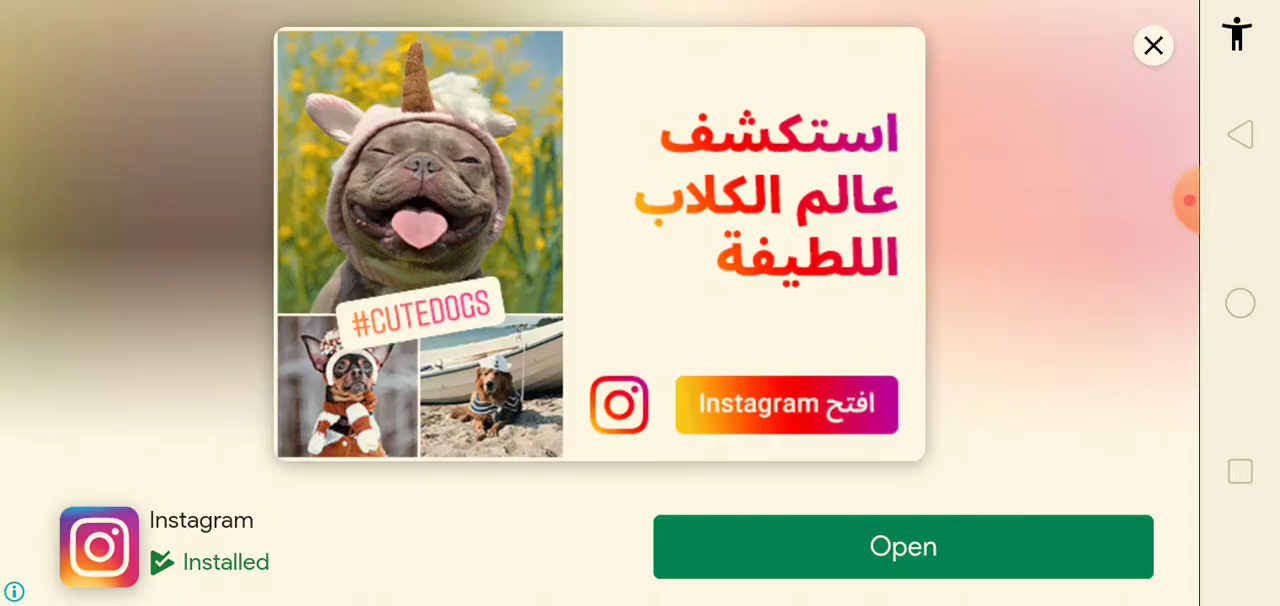 استكشف
عالم الكلاب
اللطيفة
#CUTEDOGS
افتح Instagram
Instagram
Installed
Open